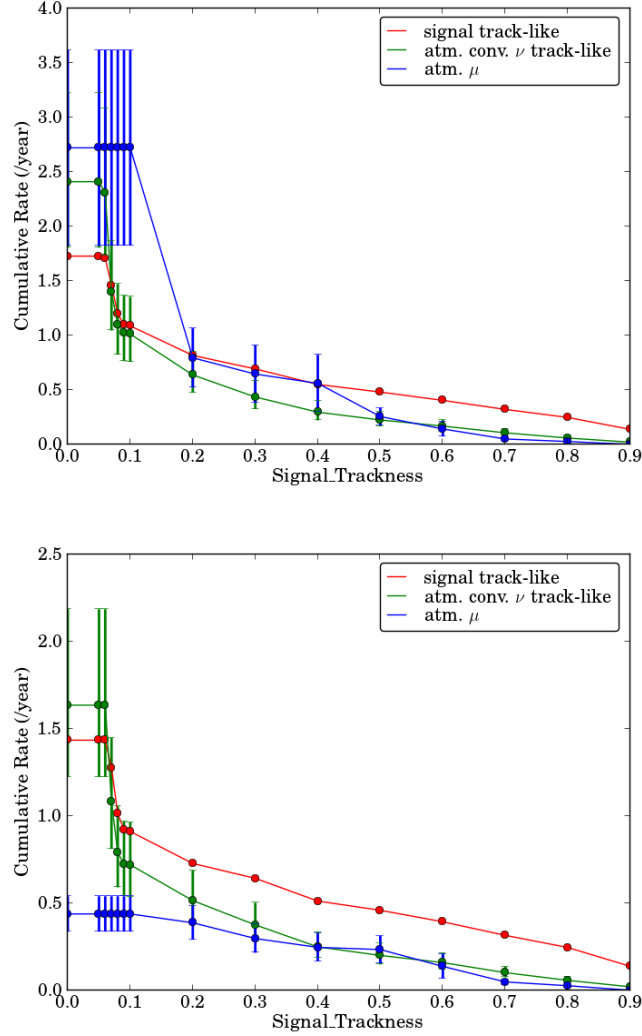 4.0
3.5
3.0
2.5
2.0
1.5
1.0
0.5
0.0
Cumulative Rate (/year)
signal track-like
atm. conv. ν track-like
atm. μ
0.0 0.1 0.2 0.3 0.4 0.5 0.6 0.7 0.8 0.9
Signal_Trackness
2.5
2.0
1.5
1.0
0.5
0.0
Cumulative Rate (/year)
signal track-like
atm. conv. ν track-like
atm. μ
0.0 0.1 0.2 0.3 0.4 0.5 0.6 0.7 0.8 0.9
Signal_Trackness